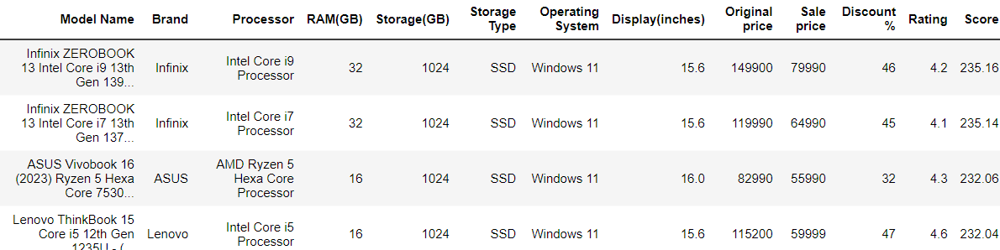 Model Name Brand Processor RAM(GB) Storage(GB) Storage Type Operating System Display(inches) Original price Sale price Discount % Rating Score
Infinix ZEROBOOK 13 Intel Core i9 13th Gen 139... Infinix Intel Core i9 Processor 32 1024 SSD Windows 11 15.6 149900 79990 46 4.2 235.16
Infinix ZEROBOOK 13 Intel Core i7 13th Gen 137... Infinix Intel Core i7 Processor 32 1024 SSD Windows 11 15.6 119990 64990 45 4.1 235.14
ASUS Vivobook 16 (2023) Ryzen 5 Hexa Core 7530... ASUS AMD Ryzen 5 Hexa Core Processor 16 1024 SSD Windows 11 16.0 82990 55990 32 4.3 232.06
Lenovo ThinkBook 15 Core i5 12th Gen 1235U - (... Lenovo Intel Core i5 Processor 16 1024 SSD Windows 11 15.6 115200 59999 47 4.6 232.04